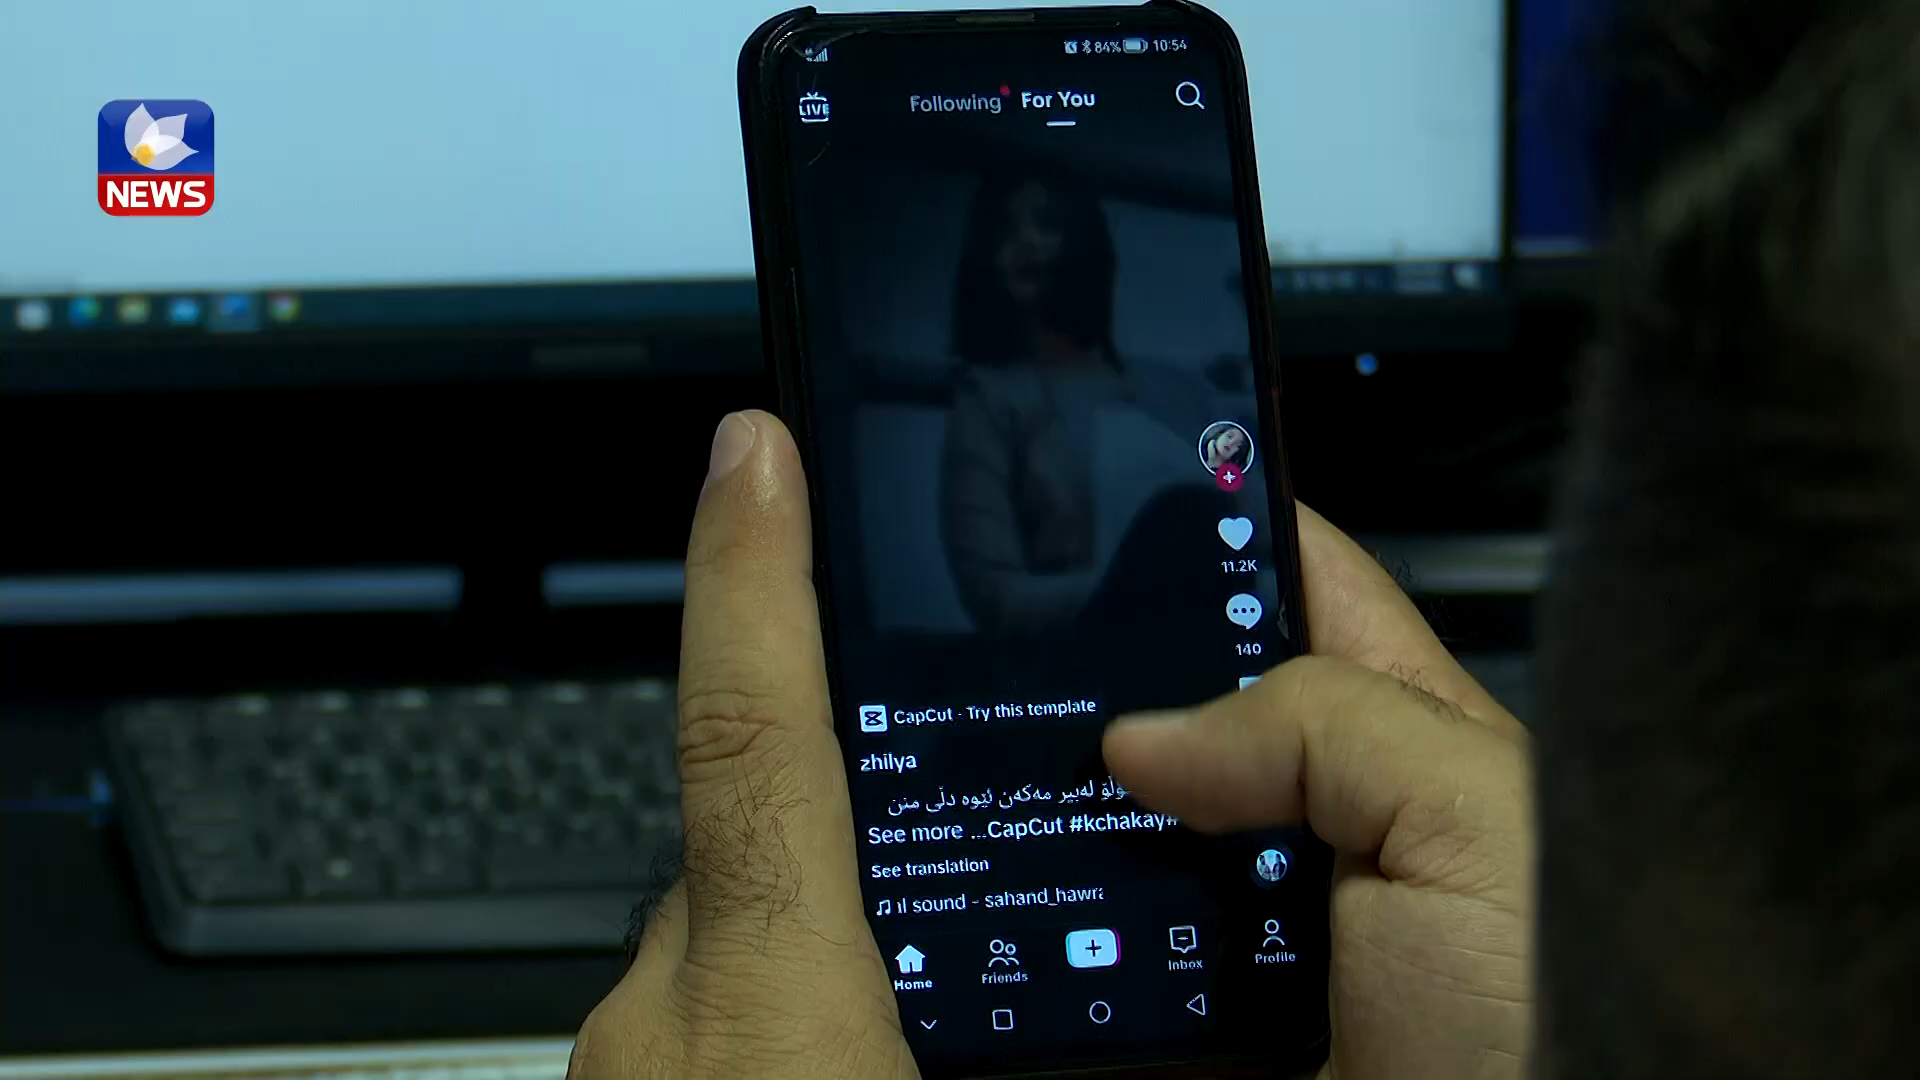 NEWS
84% 10:54
LIVE
Following For You
11.2K
140
CapCut - Try this template
zhilya
لەبیر مەکەن ئێوە دڵی منن
See more ...CapCut #kchakay#
See translation
sound - sahand_hawra
Home
Friends
Inbox
Profile